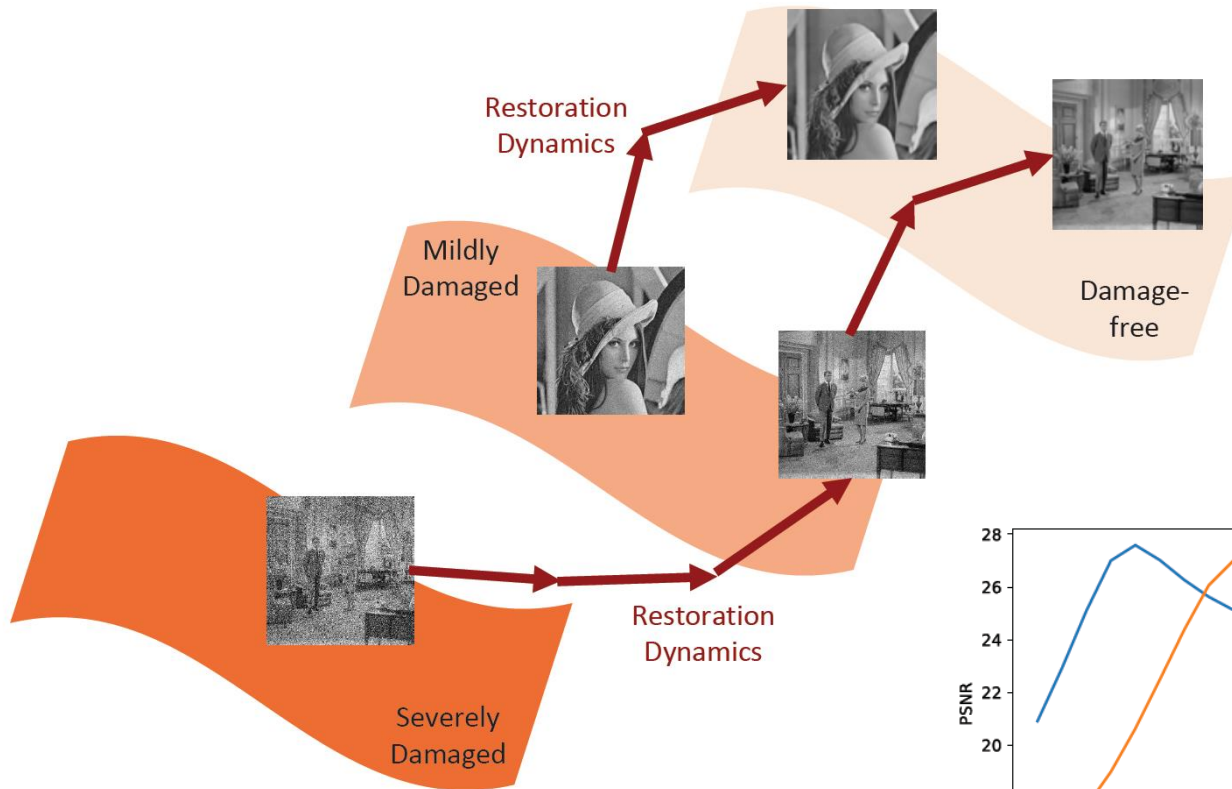 Restoration
Dynamics
Mildly
Damaged
Damage-
free
Restoration
Dynamics
Severely
Damaged
28
26
24
22
20
PSNR